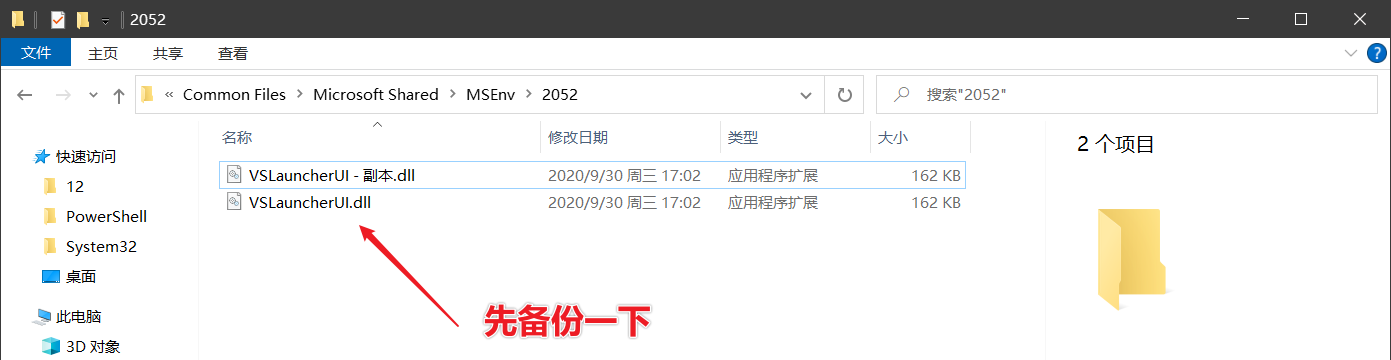 2052
文件 主页 共享 查看
« Common Files > Microsoft Shared > MSEnv > 2052 搜索"2052"
名称 修改日期 类型 大小
VSLauncherUI - 副本.dll 2020/9/30 周三 17:02 应用程序扩展 162 KB
VSLauncherUI.dll 2020/9/30 周三 17:02 应用程序扩展 162 KB
快速访问
12
PowerShell
System32
桌面
此电脑
3D 对象
2 个项目
先备份一下